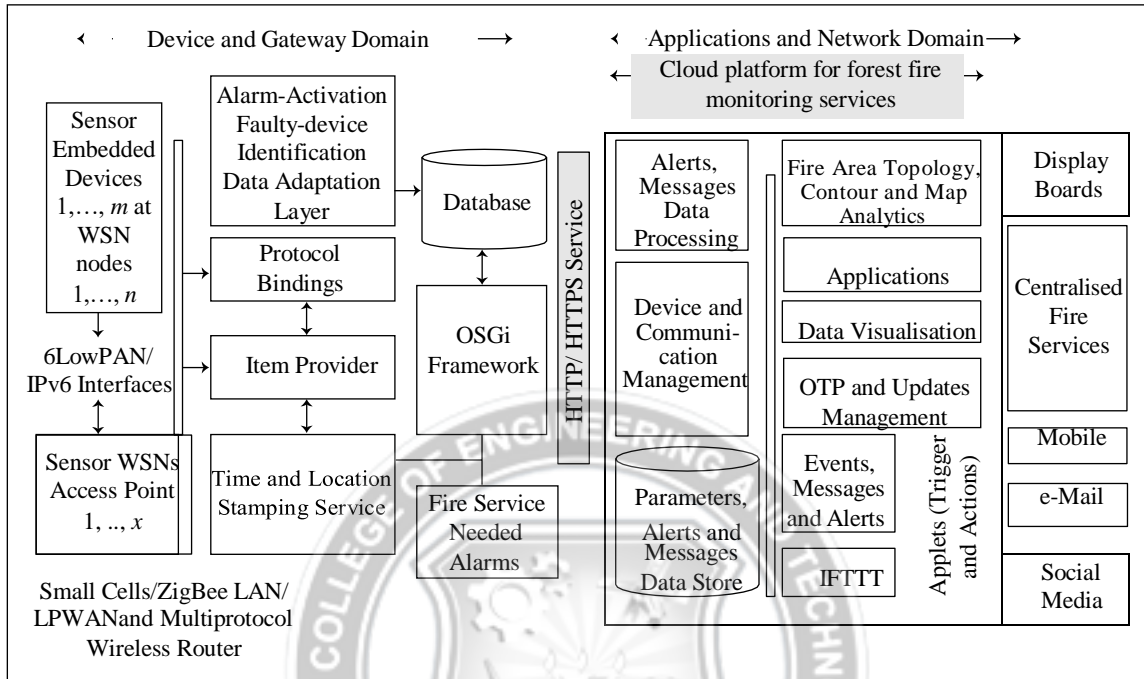 Device and Gateway Domain
Applications and Network Domain
Cloud platform for forest fire
monitoring services
Sensor
Embedded
Devices
1,…, m at
WSN
nodes
1,…, n
6LowPAN/
IPv6 Interfaces
Sensor WSNs
Access Point
1, .., x
Small Cells/ZigBee LAN/
LPWANand Multiprotocol
Wireless Router
Alarm-Activation
Faulty-device
Identification
Data Adaptation
Layer
Protocol
Bindings
Item Provider
Time and Location
Stamping Service
Database
OSGi
Framework
Fire Service
Needed
Alarms
HTTP/ HTTPS Service
Alerts,
Messages
Data
Processing
Device and
Communi-
cation
Management
Parameters,
Alerts and
Messages
Data Store
Fire Area Topology,
Contour and Map
Analytics
Applications
Data Visualisation
OTP and Updates
Management
Events,
Messages
and Alerts
IFTTT
Applets (Trigger
and Actions)
Display
Boards
Centralised
Fire
Services
Mobile
e-Mail
Social
Media
COLLEGE OF ENGINEERING AND TECHN